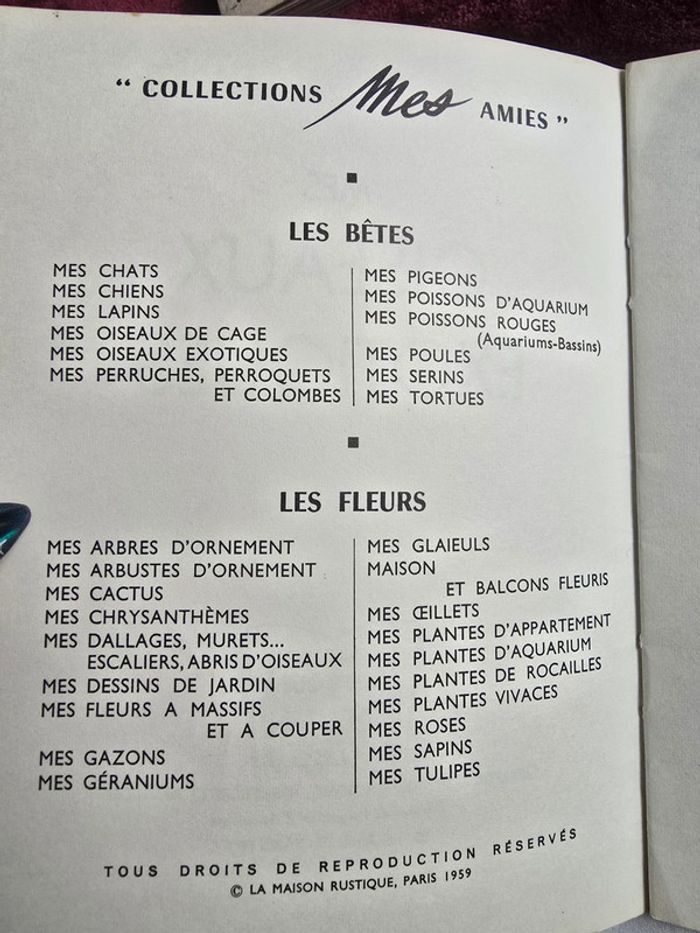 “ COLLECTIONS Mes AMIES ”
LES BÊTES
MES CHATS
MES CHIENS
MES LAPINS
MES OISEAUX DE CAGE
MES OISEAUX EXOTIQUES
MES PERRUCHES, PERROQUETS
ET COLOMBES
MES PIGEONS
MES POISSONS D'AQUARIUM
MES POISSONS ROUGES
(Aquariums-Bassins)
MES POULES
MES SERINS
MES TORTUES
LES FLEURS
MES ARBRES D'ORNEMENT
MES ARBUSTES D'ORNEMENT
MES CACTUS
MES CHRYSANTHÈMES
MES DALLAGES, MURETS...
ESCALIERS, ABRIS D'OISEAUX
MES DESSINS DE JARDIN
MES FLEURS A MASSIFS
ET A COUPER
MES GAZONS
MES GÉRANIUMS
MES GLAIEULS
MAISON
ET BALCONS FLEURIS
MES ŒILLETS
MES PLANTES D'APPARTEMENT
MES PLANTES D'AQUARIUM
MES PLANTES DE ROCAILLES
MES PLANTES VIVACES
MES ROSES
MES SAPINS
MES TULIPES
TOUS DROITS DE REPRODUCTION RÉSERVÉS
© LA MAISON RUSTIQUE, PARIS 1959